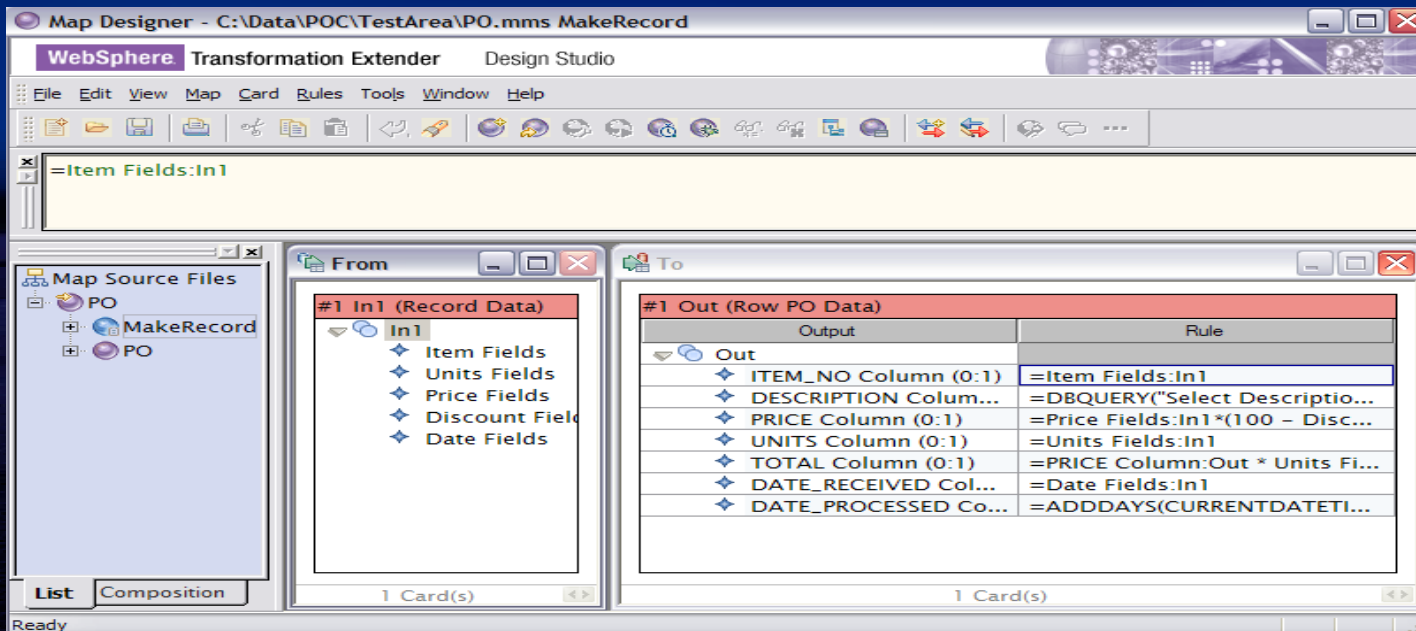 Map Designer - C:\Data\POC\TestArea\PO.mms MakeRecord
WebSphere. Transformation Extender Design Studio
File Edit View Map Card Rules Tools Window Help
=Item Fields:In1
Map Source Files
PO
MakeRecord
PO
List Composition
From
#1 In1 (Record Data)
In1
Item Fields
Units Fields
Price Fields
Discount Field
Date Fields
1 Card(s)
To
#1 Out (Row PO Data)
Output Rule
Out
ITEM_NO Column (0:1) =Item Fields:In1
DESCRIPTION Colum... =DBQUERY("Select Descriptio...
PRICE Column (0:1) =Price Fields:In1*(100 - Disc...
UNITS Column (0:1) =Units Fields:In1
TOTAL Column (0:1) =PRICE Column:Out * Units Fi...
DATE_RECEIVED Col... =Date Fields:In1
DATE_PROCESSED Co... =ADDDAYS(CURRENTDATETI...
1 Card(s)
Ready